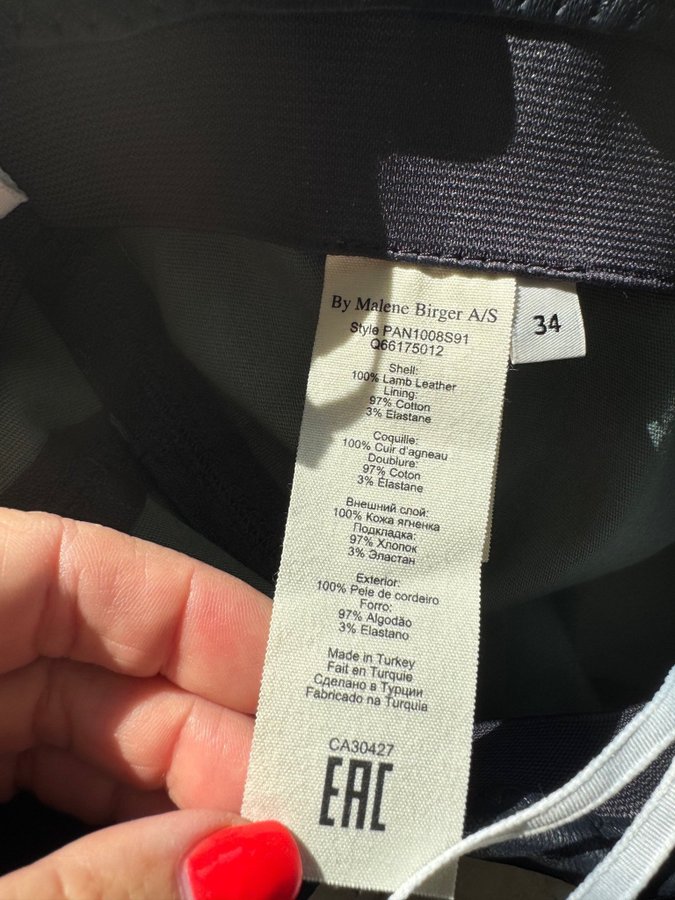 By Malene Birger A/S
Style PAN1008S91
Q66175012
34
Shell:
100% Lamb Leather
Lining:
97% Cotton
3% Elastane
Coquille:
100% Cuir d'agneau
Doublure:
97% Coton
3% Élastane
Внешний слой:
100% Кожа ягненка
Подкладка:
97% Хлопок
3% Эластан
Exterior:
100% Pele de cordeiro
Forro:
97% Algodão
3% Elastano
Made in Turkey
Fait en Turquie
Сделано в Турции
Fabricado na Turquia
CA30427
EAC